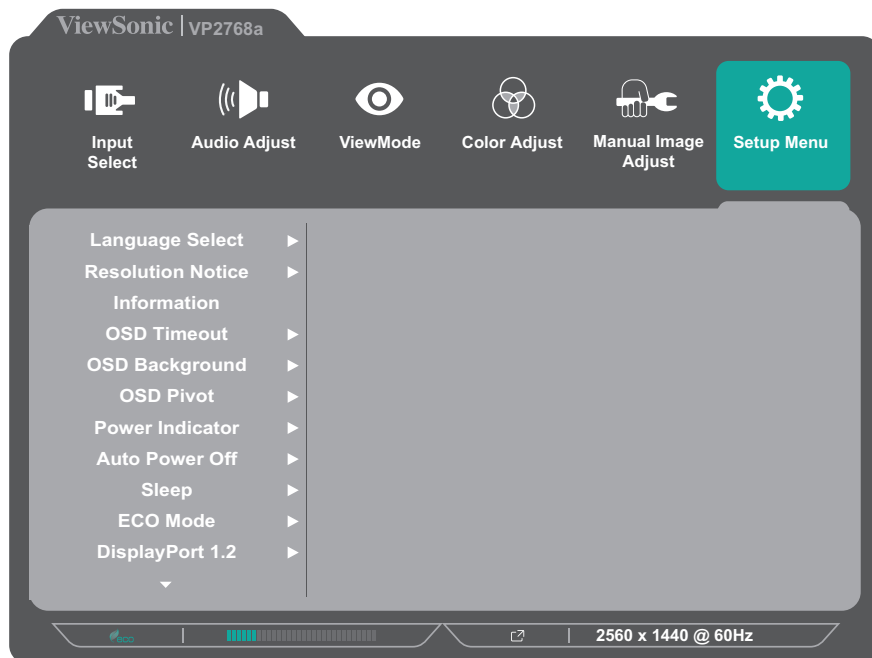 ViewSonic | VP2768a
Input
Select
Audio Adjust
ViewMode
Color Adjust
Manual Image
Adjust
Setup Menu
Language Select
Resolution Notice
Information
OSD Timeout
OSD Background
OSD Pivot
Power Indicator
Auto Power Off
Sleep
ECO Mode
DisplayPort 1.2
eco
2560 x 1440 @ 60Hz